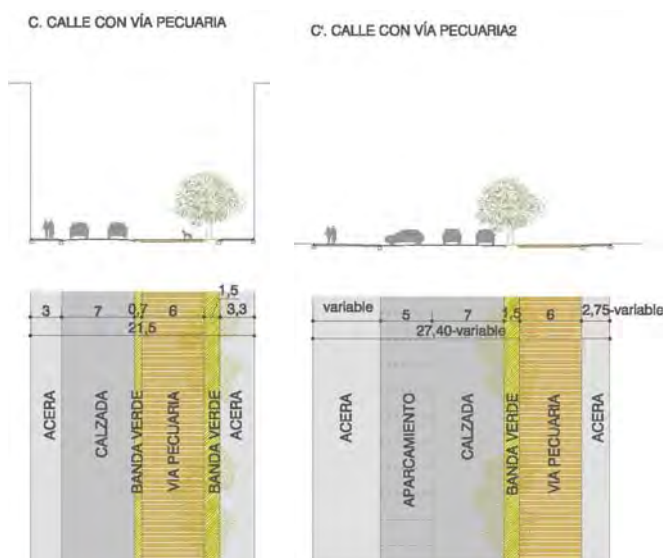 C. CALLE CON VÍA PECUARIA
C'. CALLE CON VÍA PECUARIA2
1,5
3 7 0,7 6 3,3
21,5
ACERA
CALZADA
BANDA VERDE
VIA PECUARIA
BANDA VERDE
ACERA
variable 5 7 1,5 6 2,75-variable
27,40-variable
ACERA
APARCAMIENTO
CALZADA
BANDA VERDE
VIA PECUARIA
ACERA